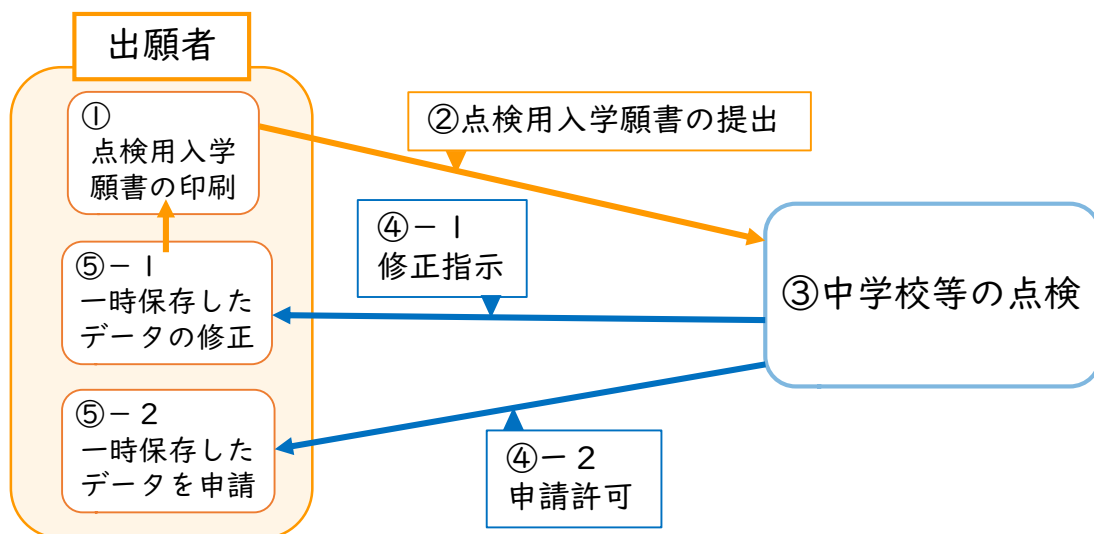 出願者
①
点検用入学
願書の印刷
②点検用入学願書の提出
③中学校等の点検
④-1
修正指示
⑤-1
一時保存した
データの修正
④-2
申請許可
⑤-2
一時保存した
データを申請